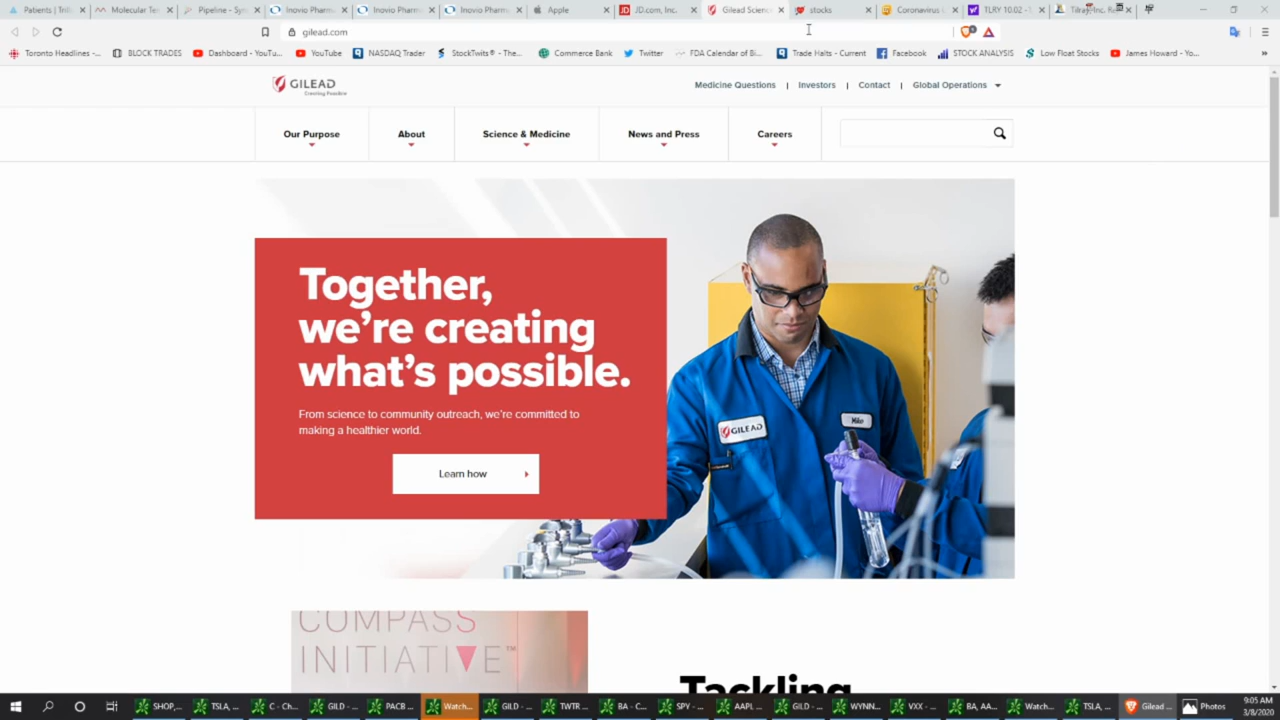 Patients | Trilli
Molecular Tes
Pipeline - Syn
Inovio Pharm
Inovio Pharm
Inovio Pharm
Apple
JD.com, Inc.
Gilead Scienc
stocks
Coronavirus
TLRY 10.02
Tilray, Inc. Re
gilead.com
Toronto Headlines -...
BLOCK TRADES
Dashboard - YouTu...
YouTube
NASDAQ Trader
StockTwits® - The...
Commerce Bank
Twitter
FDA Calendar of Bi...
Trade Halts - Current
Facebook
STOCK ANALYSIS
Low Float Stocks
James Howard - Yo...
GILEAD
Creating Possible
Medicine Questions | Investors | Contact | Global Operations
Our Purpose
About
Science & Medicine
News and Press
Careers
Together,
we're creating
what's possible.
From science to community outreach, we're committed to
making a healthier world.
Learn how
GILEAD
COMPASS
INITIATIVE™
Tackling
SHOP,...
TSLA, ...
C - Ch...
GILD - ...
PACB ...
Watch...
GILD - ...
TWTR ...
BA - C...
SPY - ...
AAPL ...
GILD - ...
WYNN...
VXX - ...
BA, AA...
Watch...
TSLA, ...
Gilead ...
Photos
9:05 AM
3/8/2020